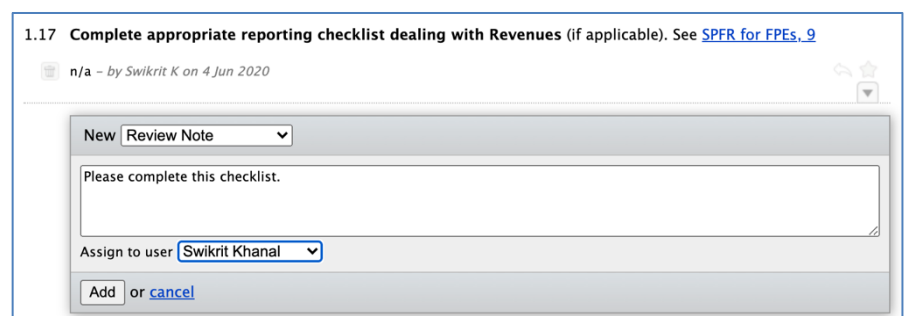 1.17 Complete appropriate reporting checklist dealing with Revenues (if applicable). See SPFR for FPEs, 9
n/a – by Swikrit K on 4 Jun 2020
New Review Note
Please complete this checklist.
Assign to user Swikrit Khanal
Add or cancel